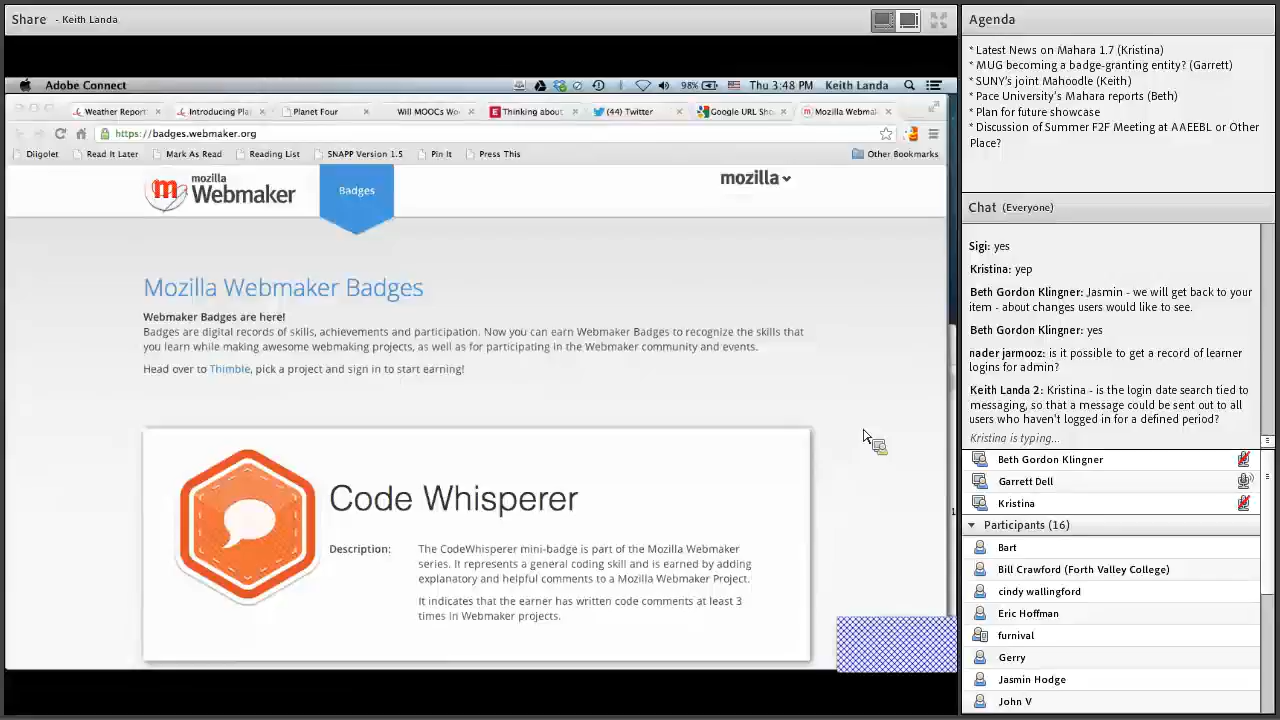 Share - Keith Landa
Adobe Connect
98%
Thu 3:48 PM Keith Landa
Weather Report
Introducing Pla
Planet Four
Will MOOCs Wo
Thinking about
(44) Twitter
Google URL Sho
Mozilla Webmal
https://badges.webmaker.org
Diigolet
Read It Later
Mark As Read
Reading List
SNAPP Version 1.5
Pin It
Press This
Other Bookmarks
mozilla
Webmaker
Badges
mozilla
Mozilla Webmaker Badges
Webmaker Badges are here!
Badges are digital records of skills, achievements and participation. Now you can earn Webmaker Badges to recognize the skills that
you learn while making awesome webmaking projects, as well as for participating in the Webmaker community and events.
Head over to Thimble, pick a project and sign in to start earning!
Code Whisperer
Description:
The CodeWhisperer mini-badge is part of the Mozilla Webmaker
series. It represents a general coding skill and is earned by adding
explanatory and helpful comments to a Mozilla Webmaker Project.
It indicates that the earner has written code comments at least 3
times in Webmaker projects.
Agenda
* Latest News on Mahara 1.7 (Kristina)
* MUG becoming a badge-granting entity? (Garrett)
* SUNY's joint Mahoodle (Keith)
* Pace University's Mahara reports (Beth)
* Plan for future showcase
* Discussion of Summer F2F Meeting at AAEEBL or Other
Place?
Chat (Everyone)
Sigi: yes
Kristina: yep
Beth Gordon Klingner: Jasmin - we will get back to your
item - about changes users would like to see.
Beth Gordon Klingner: yes
nader jarmooz: is it possible to get a record of learner
logins for admin?
Keith Landa 2: Kristina - is the login date search tied to
messaging, so that a message could be sent out to all
users who haven't logged in for a defined period?
Kristina is typing...
Beth Gordon Klingner
Garrett Dell
Kristina
Participants (16)
Bart
Bill Crawford (Forth Valley College)
cindy wallingford
Eric Hoffman
furnival
Gerry
Jasmin Hodge
John V